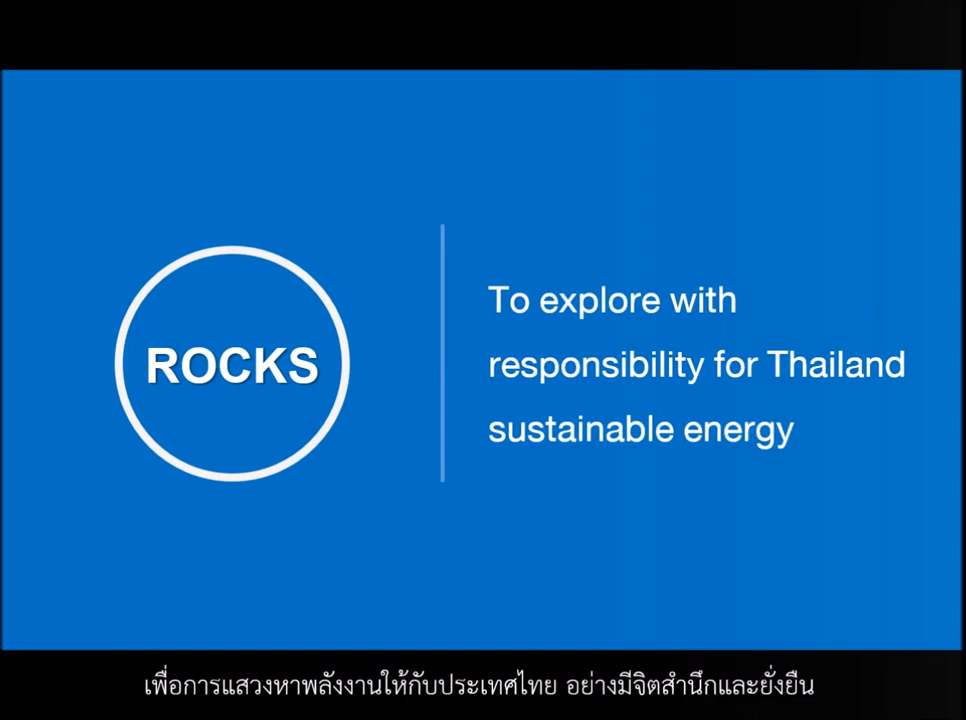 ROCKS
To explore with
responsibility for Thailand
sustainable energy
เพื่อการแสวงหาพลังงานให้กับประเทศไทย อย่างมีจิตสำนึกและยั่งยืน